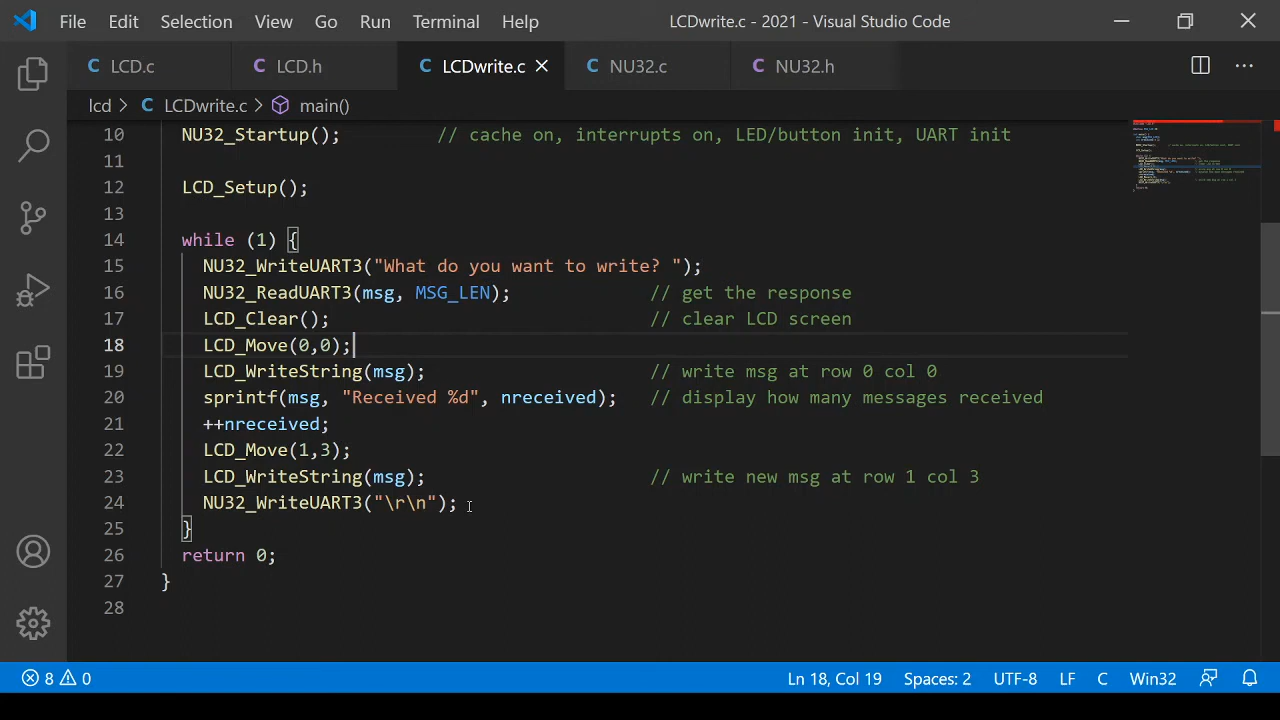 File Edit Selection View Go Run Terminal Help LCDwrite.c - 2021 - Visual Studio Code
C LCD.c C LCD.h C LCDwrite.c C NU32.c C NU32.h
lcd > C LCDwrite.c > main()
10 NU32_Startup(); // cache on, interrupts on, LED/button init, UART init
11
12 LCD_Setup();
13
14 while (1) {
15 NU32_WriteUART3("What do you want to write? ");
16 NU32_ReadUART3(msg, MSG_LEN); // get the response
17 LCD_Clear(); // clear LCD screen
18 LCD_Move(0,0);
19 LCD_WriteString(msg); // write msg at row 0 col 0
20 sprintf(msg, "Received %d", nreceived); // display how many messages received
21 ++nreceived;
22 LCD_Move(1,3);
23 LCD_WriteString(msg); // write new msg at row 1 col 3
24 NU32_WriteUART3("\r\n");
25 }
26 return 0;
27 }
28
8 0 Ln 18, Col 19 Spaces: 2 UTF-8 LF C Win32